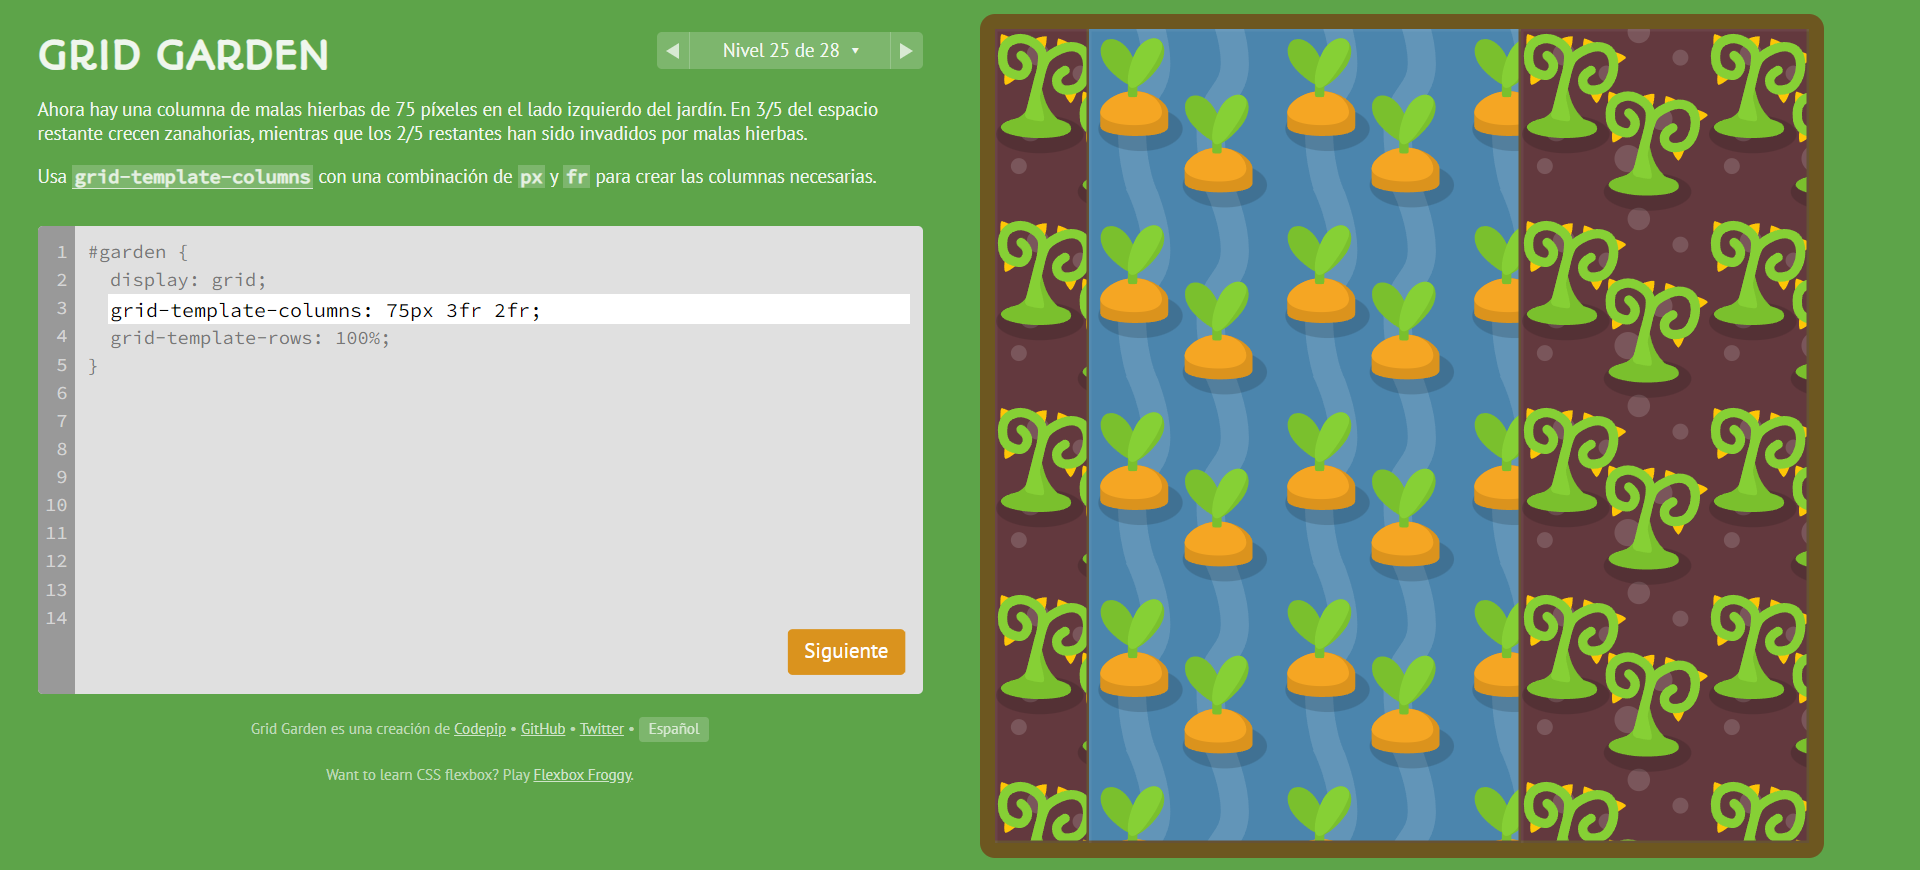 GRID GARDEN
◀ Nivel 25 de 28 ▼ ▶
Ahora hay una columna de malas hierbas de 75 píxeles en el lado izquierdo del jardín. En 3/5 del espacio
restante crecen zanahorias, mientras que los 2/5 restantes han sido invadidos por malas hierbas.
Usa grid-template-columns con una combinación de px y fr para crear las columnas necesarias.
1 #garden {
2 display: grid;
3 grid-template-columns: 75px 3fr 2fr;
4 grid-template-rows: 100%;
5 }
6
7
8
9
10
11
12
13
14
Siguiente
Grid Garden es una creación de Codepip • GitHub • Twitter • Español
Want to learn CSS flexbox? Play Flexbox Froggy.